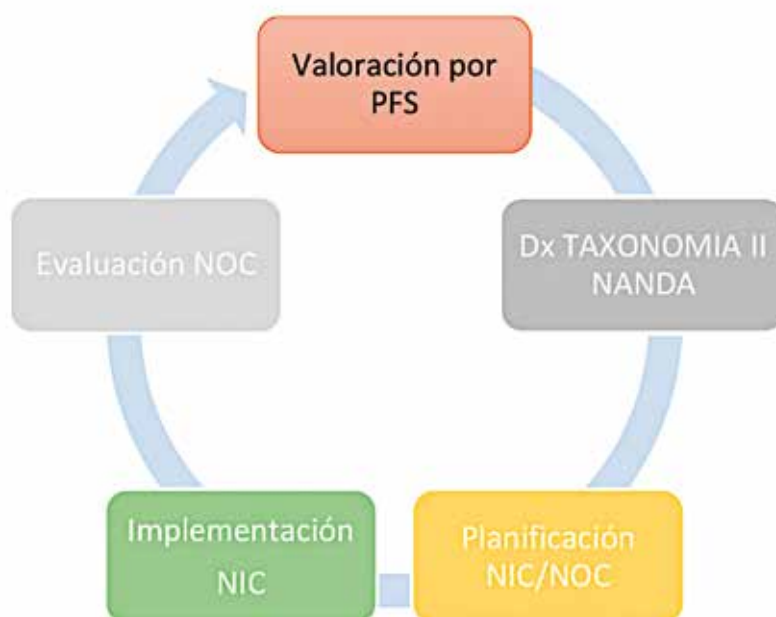 Valoración por
PFS
Dx TAXONOMIA II
NANDA
Planificación
NIC/NOC
Implementación
NIC
Evaluación NOC